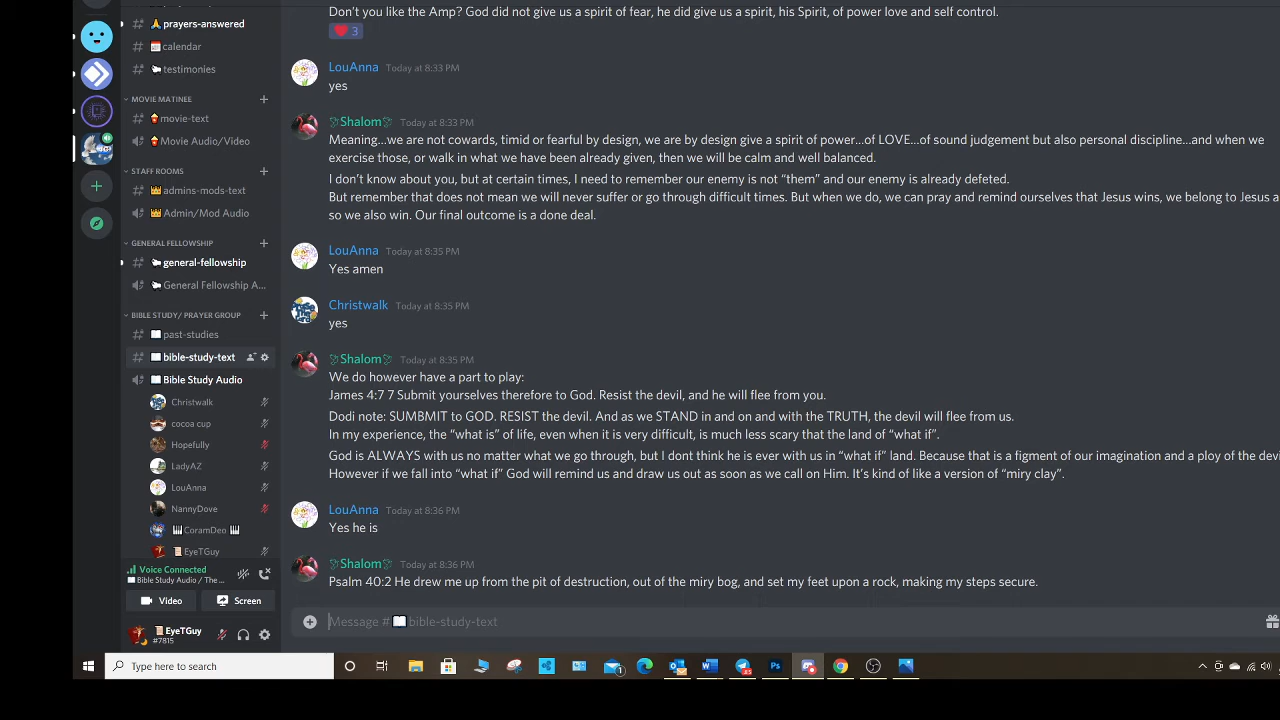 prayers-answered
calendar
testimonies
MOVIE MATINEE
movie-text
Movie Audio/Video
STAFF ROOMS
admins-mods-text
Admin/Mod Audio
GENERAL FELLOWSHIP
general-fellowship
General Fellowship A...
BIBLE STUDY/ PRAYER GROUP
past-studies
bible-study-text
Bible Study Audio
Christwalk
cocoa cup
Hopefully
LadyAZ
LouAnna
NannyDove
CoramDeo
EyeTGuy
Voice Connected
Bible Study Audio / The ...
Video
Screen
EyeTGuy
#7815
Don't you like the Amp? God did not give us a spirit of fear, he did give us a spirit, his Spirit, of power love and self control.
3
LouAnna Today at 8:33 PM
yes
Shalom Today at 8:33 PM
Meaning...we are not cowards, timid or fearful by design, we are by design give a spirit of power...of LOVE...of sound judgement but also personal discipline...and when we
exercise those, or walk in what we have been already given, then we will be calm and well balanced.
I don't know about you, but at certain times, I need to remember our enemy is not “them” and our enemy is already defeted.
But remember that does not mean we will never suffer or go through difficult times. But when we do, we can pray and remind ourselves that Jesus wins, we belong to Jesus a
so we also win. Our final outcome is a done deal.
LouAnna Today at 8:35 PM
Yes amen
Christwalk Today at 8:35 PM
yes
Shalom Today at 8:35 PM
We do however have a part to play:
James 4:7 7 Submit yourselves therefore to God. Resist the devil, and he will flee from you.
Dodi note: SUMBMIT to GOD. RESIST the devil. And as we STAND in and on and with the TRUTH, the devil will flee from us.
In my experience, the “what is” of life, even when it is very difficult, is much less scary that the land of “what if”.
God is ALWAYS with us no matter what we go through, but I dont think he is ever with us in “what if” land. Because that is a figment of our imagination and a ploy of the devi
However if we fall into “what if” God will remind us and draw us out as soon as we call on Him. It's kind of like a version of “miry clay”.
LouAnna Today at 8:36 PM
Yes he is
Shalom Today at 8:36 PM
Psalm 40:2 He drew me up from the pit of destruction, out of the miry bog, and set my feet upon a rock, making my steps secure.
Message # bible-study-text
Type here to search